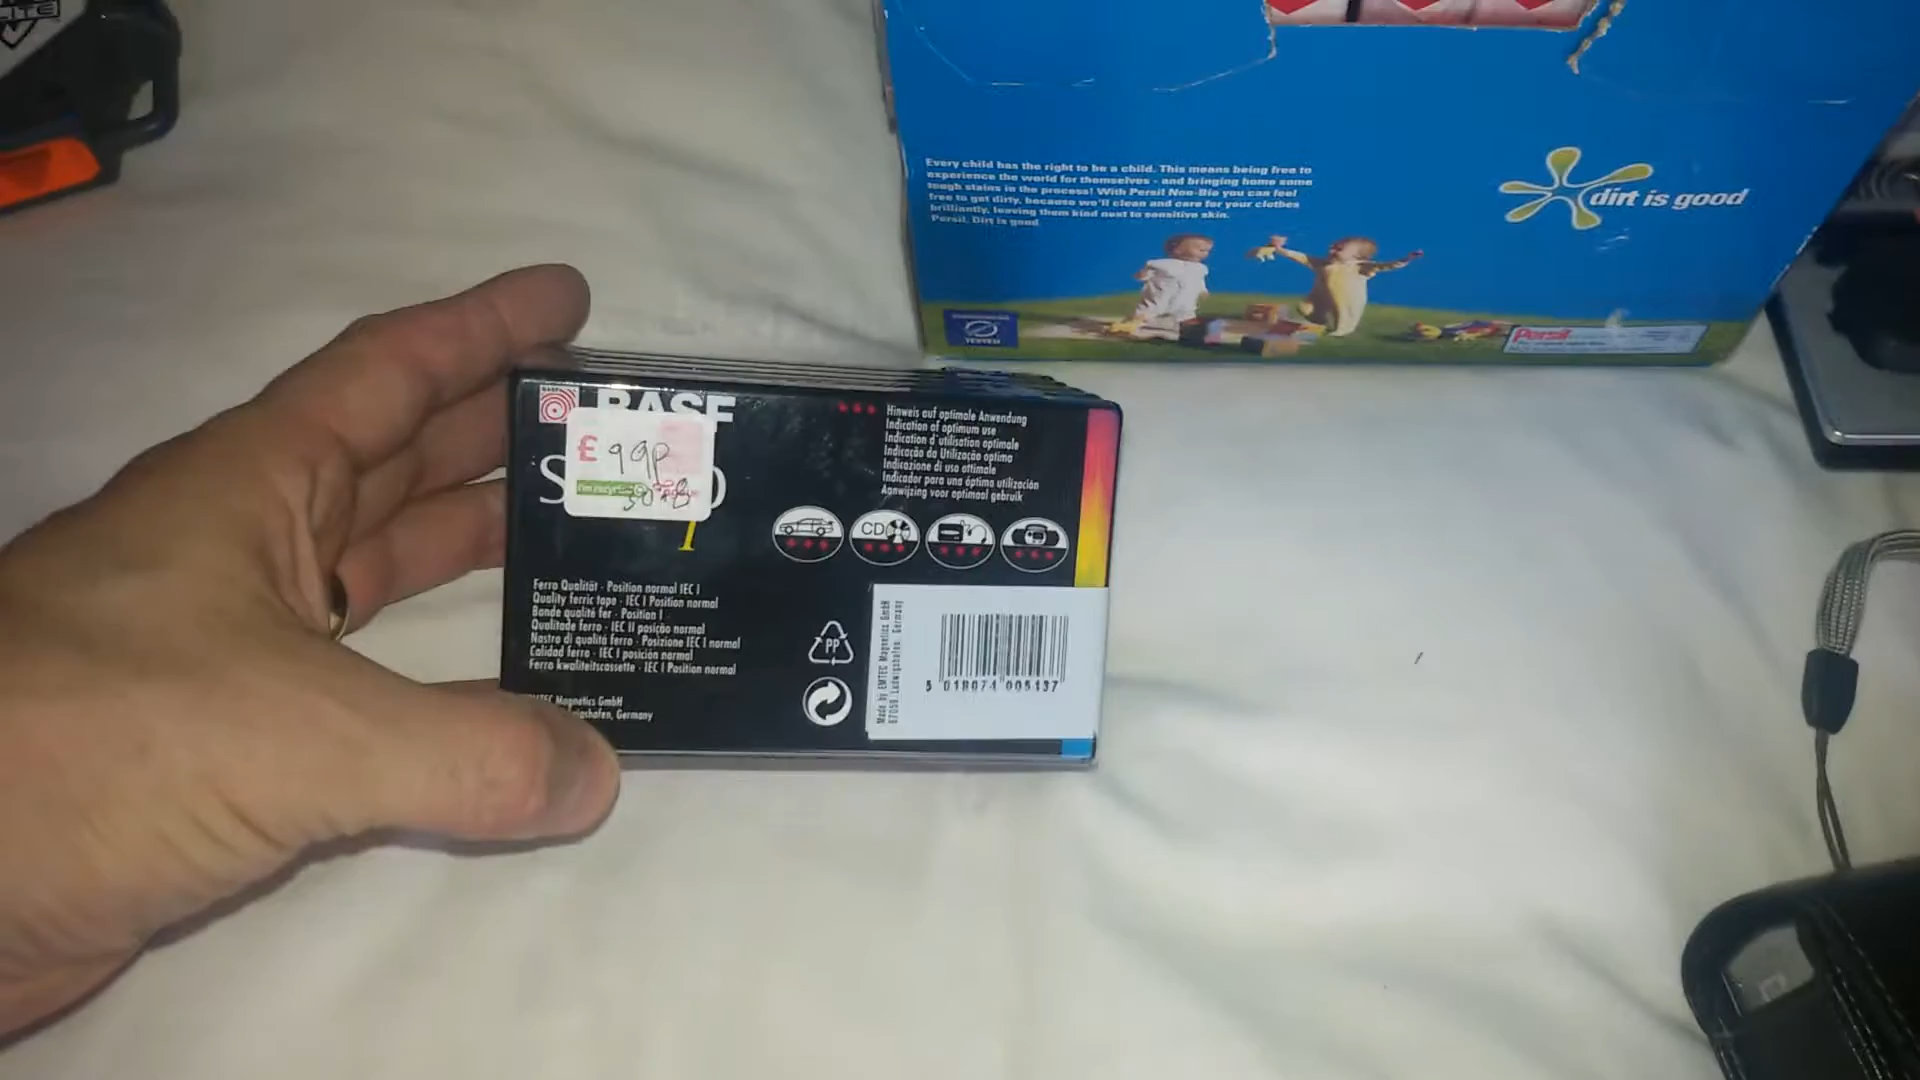 LITE
Every child has the right to be a child. This means being free to
experience the world for themselves - and bringing home some
tough stains in the process! With Persil Non-Bio you can feel
free to get dirty, because we'll clean and care for your clothes
brilliantly, leaving them kind next to sensitive skin.
Persil. Dirt is good
dirt is good
TESTED
Persil
BASF
£ 99p
Hinweis auf optimale Anwendung
Indication of optimum use
Indication d'utilisation optimale
Indicação da Utilização optima
Indicazione di uso ottimale
Indicador para una óptima utilización
Aanwijzing voor optimaal gebruik
I
CD
Ferro Qualität - Position normal IEC I
Quality ferric tape - IEC I Position normal
Bande qualité fer - Position I
Qualitade ferro - IEC II posição normal
Nastro di qualità ferro - Posizione IEC I normal
Calidad ferro - IEC I posición normal
Ferro kwaliteitscassette - IEC I Position normal
Magnetics GmbH
Germany
PP
Made by EMTEC Magnetics GmbH
67059 Ludwigshafen, Germany
5 018074 005137